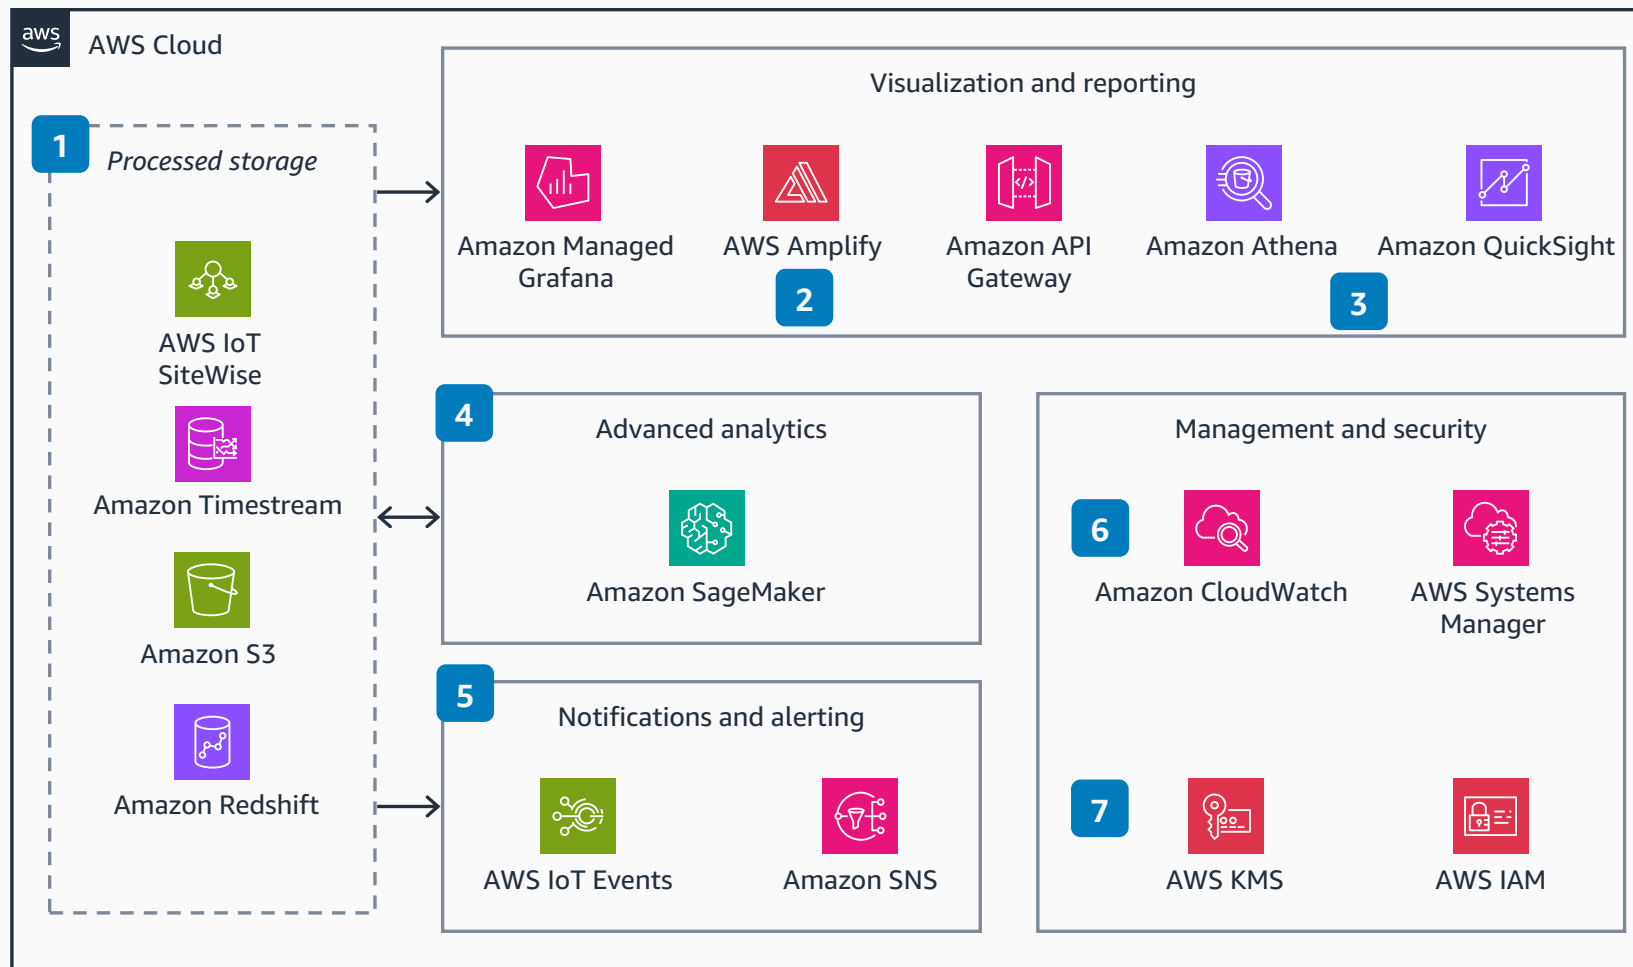 aws
AWS Cloud
Visualization and reporting
1
Processed storage
Amazon Managed
Grafana
AWS Amplify
Amazon API
Gateway
Amazon Athena
Amazon QuickSight
2
3
AWS IoT
SiteWise
Amazon Timestream
Amazon S3
Amazon Redshift
4
Advanced analytics
Amazon SageMaker
5
Notifications and alerting
AWS IoT Events
Amazon SNS
Management and security
6
Amazon CloudWatch
AWS Systems
Manager
7
AWS KMS
AWS IAM